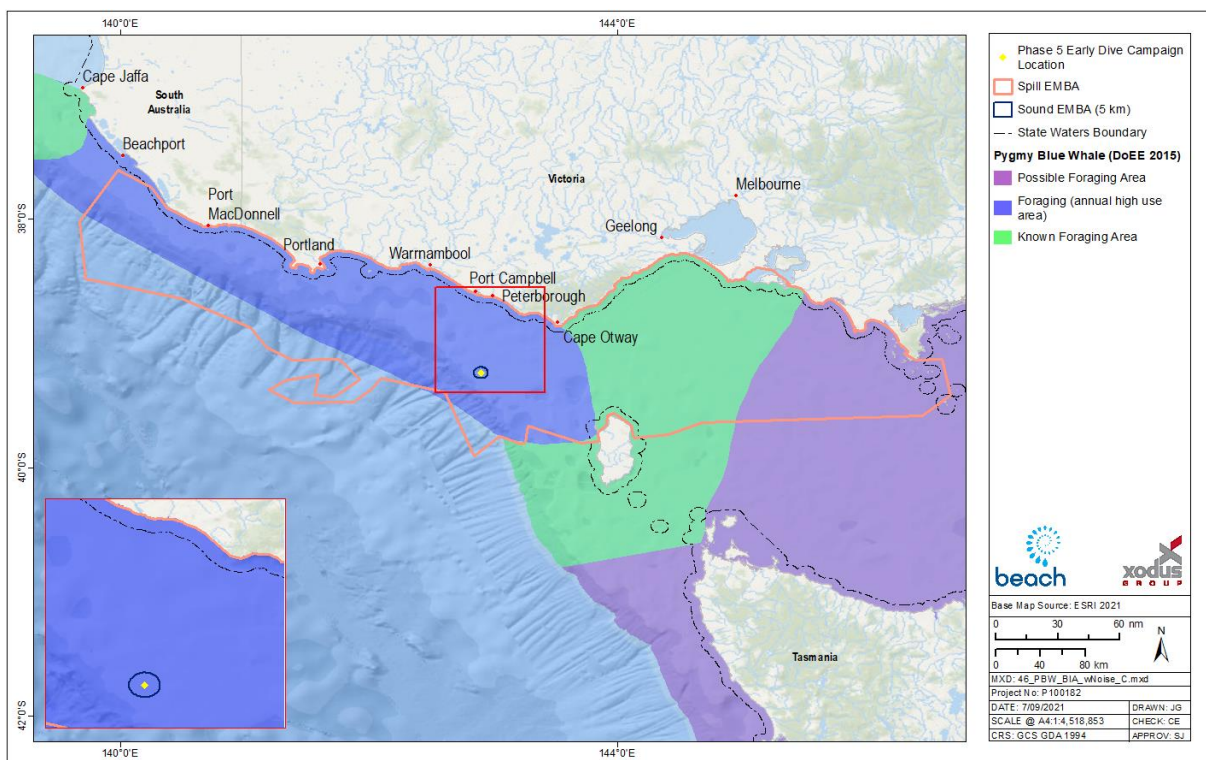 140°0'E
144°0'E
Cape Jaffa
South
Australia
Beachport
Victoria
Melbourne
Port
MacDonnell
38°0'S
Geelong
Portland
Warrnambool
Port Campbell
Peterborough
Cape Otway
40°0'S
Tasmania
42°0'S
140°0'E
144°0'E
Phase 5 Early Dive Campaign
Location
Spill EMBA
Sound EMBA (5 km)
State Waters Boundary
Pygmy Blue Whale (DoEE 2015)
Possible Foraging Area
Foraging (annual high use
area)
Known Foraging Area
beach
xodus
GROUP
Base Map Source: ESRI 2021
0 30 60 nm
N
0 40 80 km
MXD: 46_PBW_BIA_wNoise_C.mxd
Project No: P100182
DATE: 7/09/2021 DRAWN: JG
SCALE @ A4:1:4,518,853 CHECK: CE
CRS: GCS GDA 1994 APPROV: SJ